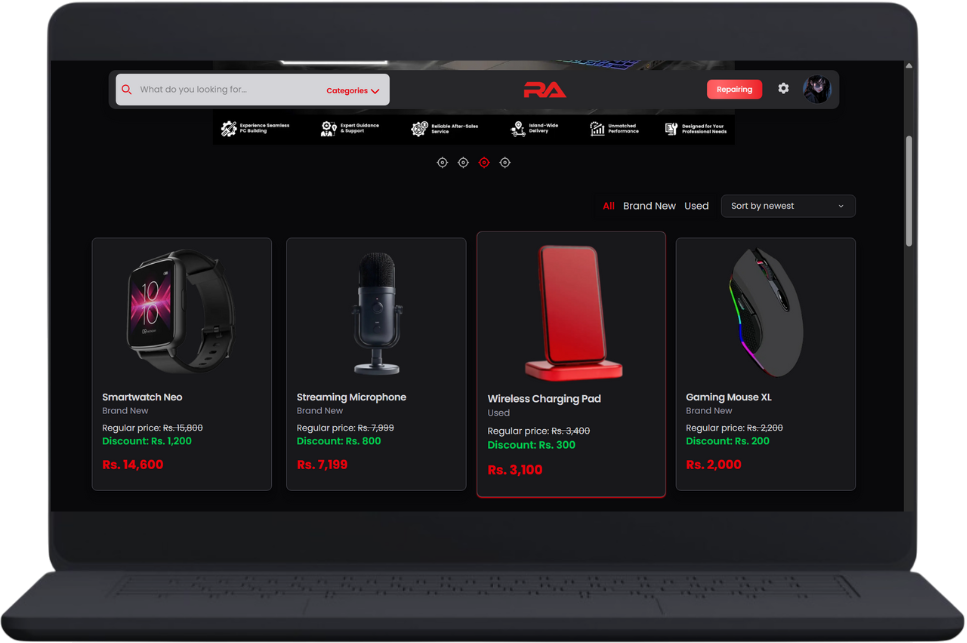 What do you looking for...
Categories
RA
Repairing
Experience Seamless
PC Building
Expert Guidance
& Support
Reliable After-Sales
Service
Island-Wide
Delivery
Unmatched
Performance
Designed for Your
Professional Needs
All
Brand New
Used
Sort by newest
10
10
Smartwatch Neo
Brand New
Regular price: Rs. 15,800
Discount: Rs. 1,200
Rs. 14,600
Streaming Microphone
Brand New
Regular price: Rs. 7,999
Discount: Rs. 800
Rs. 7,199
Wireless Charging Pad
Used
Regular price: Rs. 3,400
Discount: Rs. 300
Rs. 3,100
Gaming Mouse XL
Brand New
Regular price: Rs. 2,200
Discount: Rs. 200
Rs. 2,000